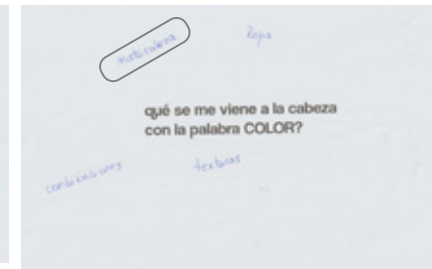 naturaleza
Ropa
qué se me viene a la cabeza
con la palabra COLOR?
combinaciones
texturas